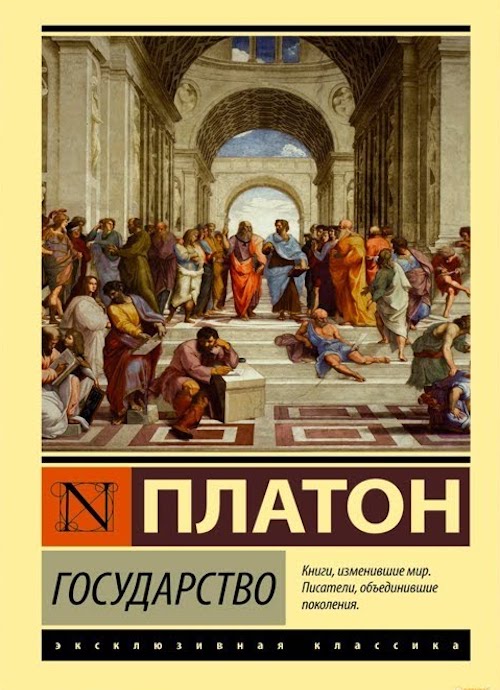 N ПЛАТОН
ГОСУДАРСТВО
Книги, изменившие мир.
Писатели, объединившие
поколения.
эксклюзивная классика